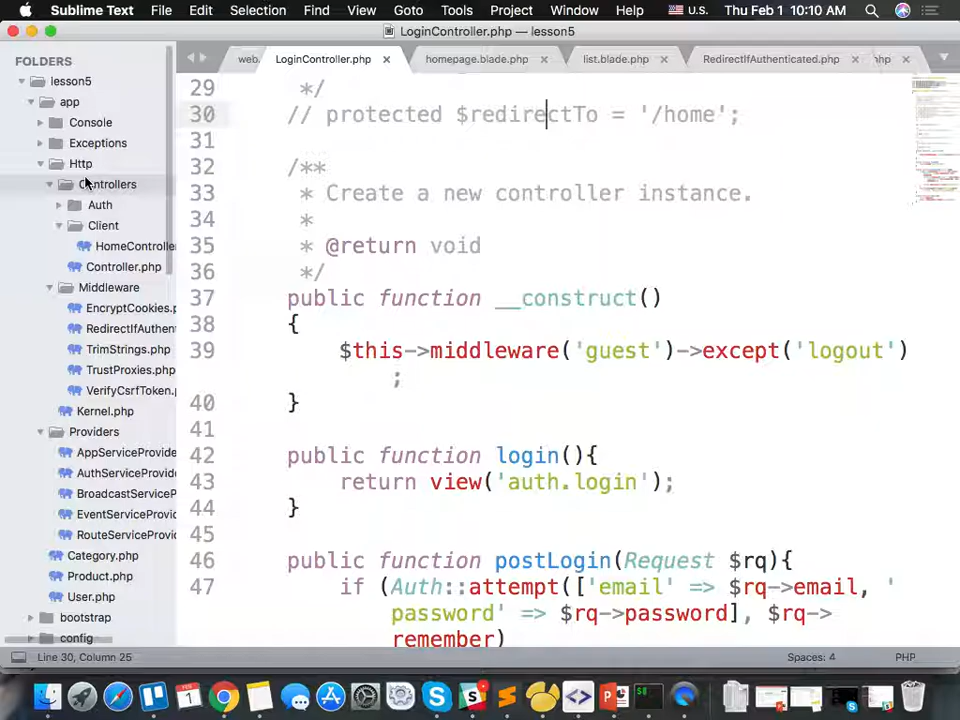 Sublime Text File Edit Selection Find View Goto Tools Project Window Help U.S. Thu Feb 1 10:10 AM
LoginController.php — lesson5
FOLDERS
lesson5
app
Console
Exceptions
Http
Controllers
Auth
Client
HomeControlle
Controller.php
Middleware
EncryptCookies.p
RedirectIfAuthen
TrimStrings.php
TrustProxies.php
VerifyCsrfToken.p
Kernel.php
Providers
AppServiceProvide
AuthServiceProvid
BroadcastServiceP
EventServiceProvic
RouteServiceProvid
Category.php
Product.php
User.php
bootstrap
config
web. LoginController.php × homepage.blade.php × list.blade.php × RedirectIfAuthenticated.php × php ×
29 */
30 // protected $redirectTo = '/home';
31
32 /**
33 * Create a new controller instance.
34 *
35 * @return void
36 */
37 public function __construct()
38 {
39 $this->middleware('guest')->except('logout')
;
40 }
41
42 public function login(){
43 return view('auth.login');
44 }
45
46 public function postLogin(Request $rq){
47 if (Auth::attempt(['email' => $rq->email, '
password' => $rq->password], $rq->
remember)
Line 30, Column 25 Spaces: 4 PHP